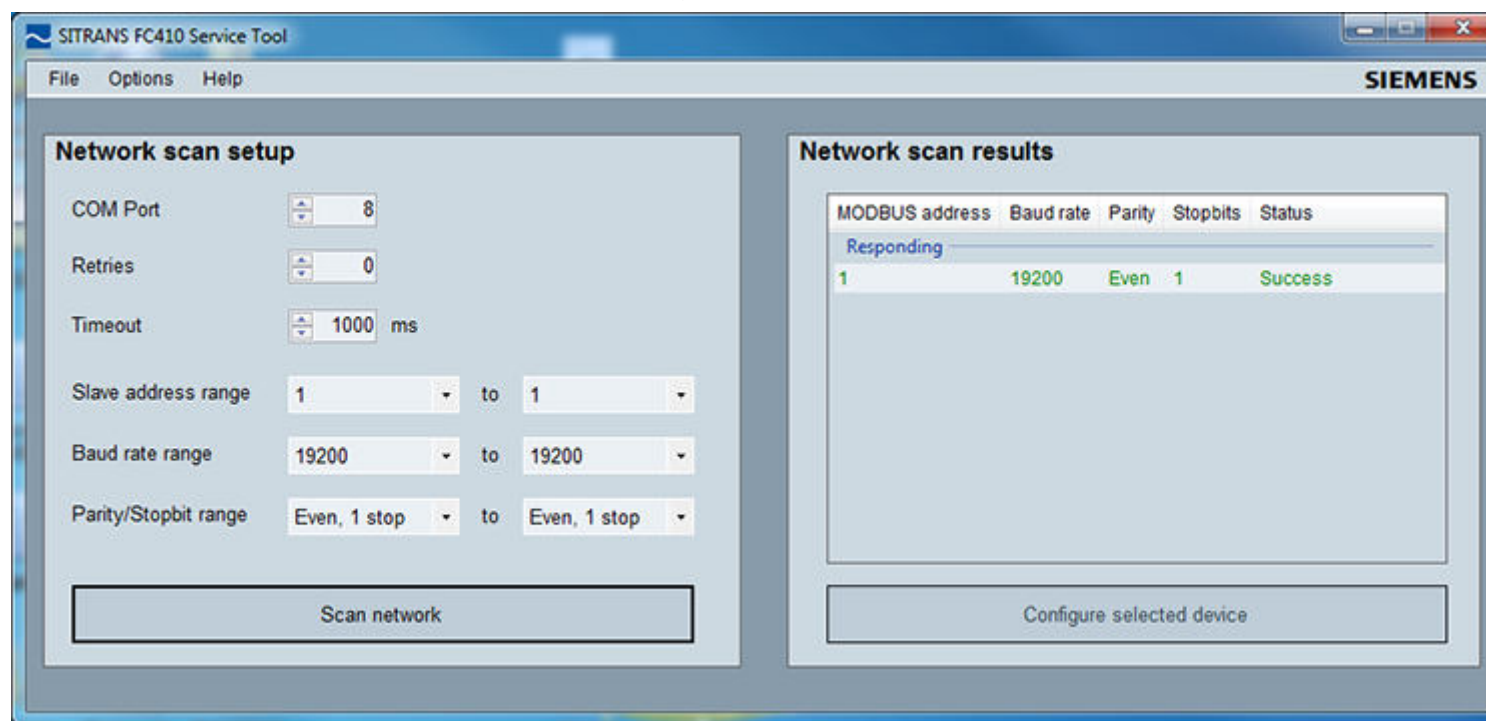 SITRANS FC410 Service Tool
File Options Help
SIEMENS
Network scan setup
COM Port 8
Retries 0
Timeout 1000 ms
Slave address range 1 to 1
Baud rate range 19200 to 19200
Parity/Stopbit range Even, 1 stop to Even, 1 stop
Scan network
Network scan results
MODBUS address Baud rate Parity Stopbits Status
Responding
1 19200 Even 1 Success
Configure selected device